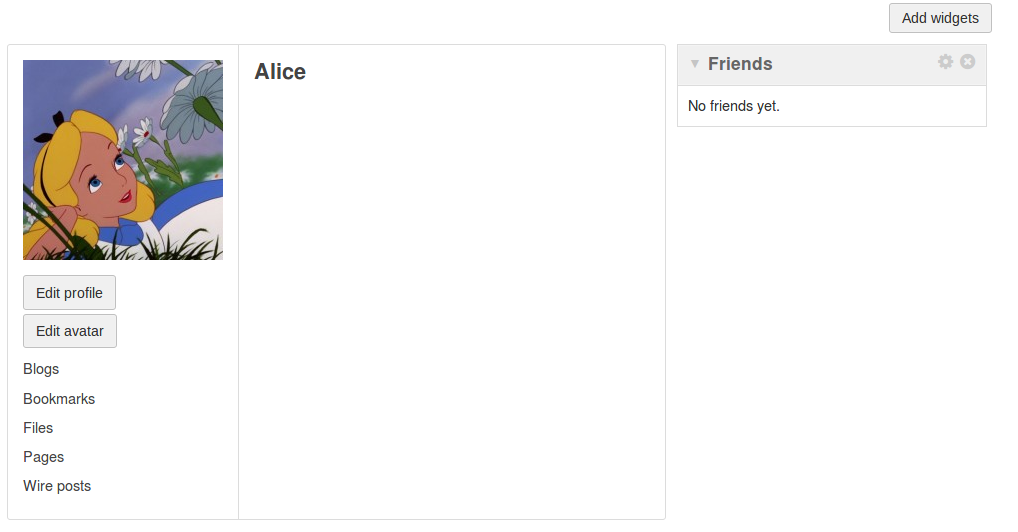 Add widgets
Alice
Friends
No friends yet.
Edit profile
Edit avatar
Blogs
Bookmarks
Files
Pages
Wire posts